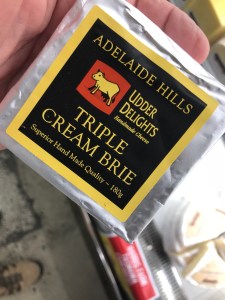 ADELAIDE HILLS
UDDER
DELIGHTS
Handmade Cheese
TRIPLE
CREAM BRIE
Superior Hand Made Quality ~ 180g